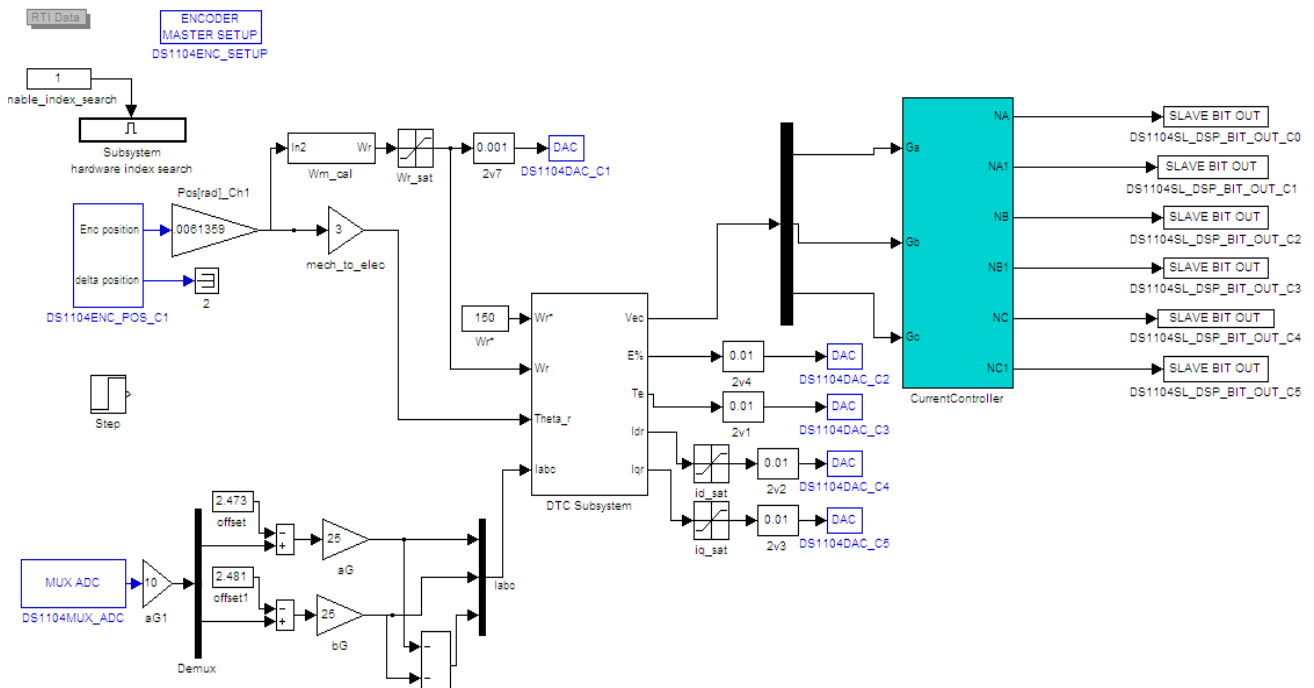 RTI Data
ENCODER
MASTER SETUP
DS1104ENC_SETUP
1
nable_index_search
Subsystem
hardware index search
In2
Wr
Wm_cal
Wr_sat
0.001
2v7
DAC
DS1104DAC_C1
Pos[rad]_Ch1
Enc position
delta position
DS1104ENC_POS_C1
.0061359
2
3
mech_to_elec
150
Wr*
Step
Wr*
Wr
Theta_r
Iabc
Vec
E%
Te
Idr
Iqr
DTC Subsystem
0.01
2v4
DAC
DS1104DAC_C2
0.01
2v1
DAC
DS1104DAC_C3
id_sat
0.01
2v2
DAC
DS1104DAC_C4
iq_sat
0.01
2v3
DAC
DS1104DAC_C5
Ga
Gb
Gc
NA
NA1
NB
NB1
NC
NC1
CurrentController
SLAVE BIT OUT
DS1104SL_DSP_BIT_OUT_C0
SLAVE BIT OUT
DS1104SL_DSP_BIT_OUT_C1
SLAVE BIT OUT
DS1104SL_DSP_BIT_OUT_C2
SLAVE BIT OUT
DS1104SL_DSP_BIT_OUT_C3
SLAVE BIT OUT
DS1104SL_DSP_BIT_OUT_C4
SLAVE BIT OUT
DS1104SL_DSP_BIT_OUT_C5
MUX ADC
DS1104MUX_ADC
10
aG1
Demux
2.473
offset
2.481
offset1
−
+
−
+
25
aG
25
bG
−
−
Iabc